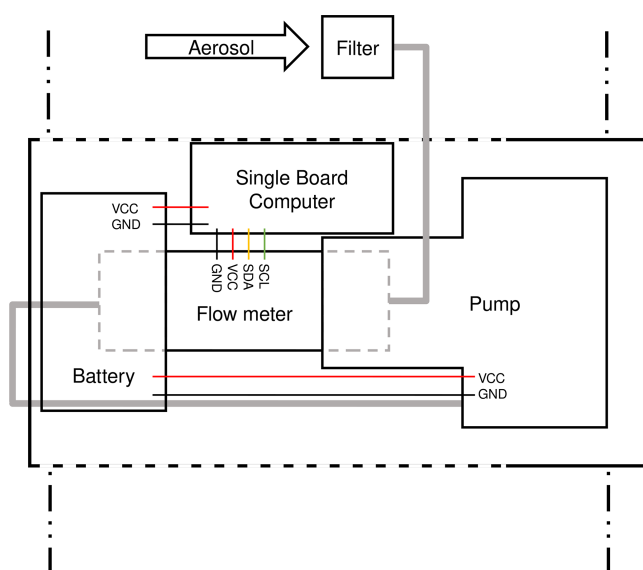 Aerosol
Filter
Single Board
Computer
VCC
GND
GND
VCC
SDA
SCL
Flow meter
Pump
Battery
VCC
GND